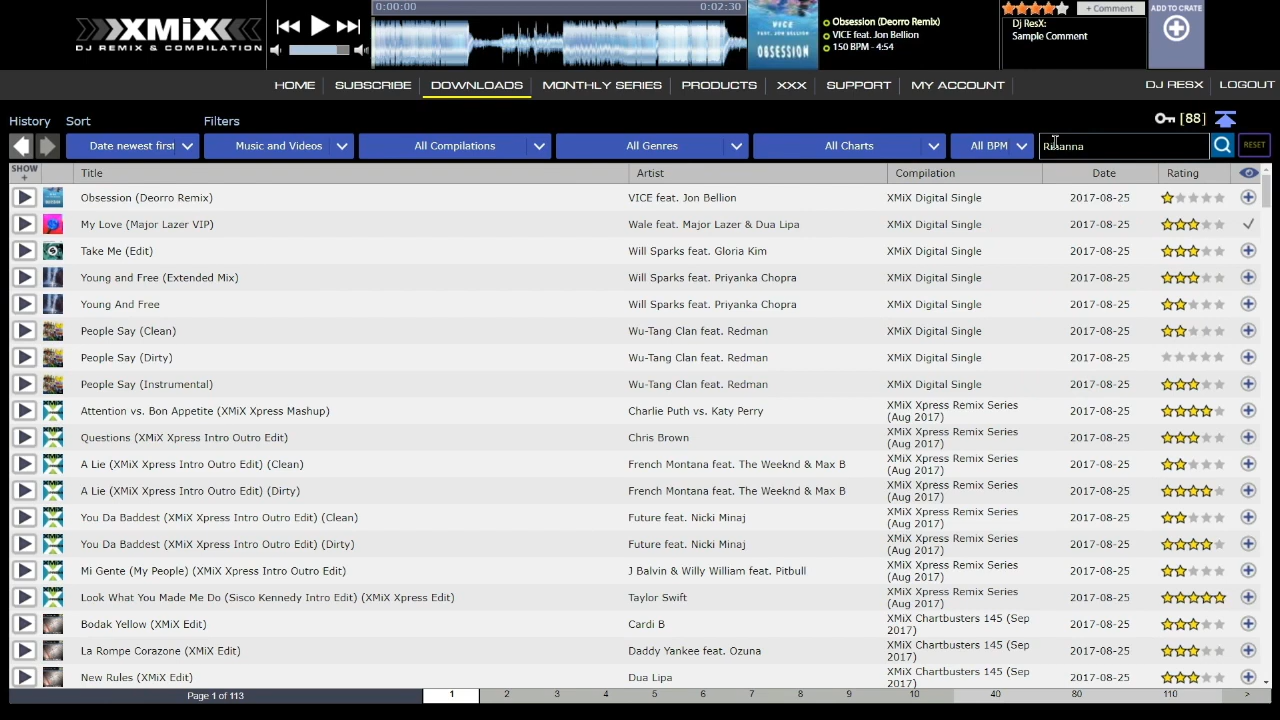 XMiX
DJ REMIX & COMPILATION
0:00:00
0:02:30
VICE
FEAT. JON BELLION
OBSESSION
Obsession (Deorro Remix)
VICE feat. Jon Bellion
150 BPM - 4:54
+ Comment
Dj ResX:
Sample Comment
ADD TO CRATE
HOME SUBSCRIBE DOWNLOADS MONTHLY SERIES PRODUCTS XXX SUPPORT MY ACCOUNT DJ RESX LOGOUT
History Sort Filters [88]
Date newest first Music and Videos All Compilations All Genres All Charts All BPM Rihanna RESET
SHOW + Title Artist Compilation Date Rating
Obsession (Deorro Remix) VICE feat. Jon Bellion XMiX Digital Single 2017-08-25
My Love (Major Lazer VIP) Wale feat. Major Lazer & Dua Lipa XMiX Digital Single 2017-08-25
Take Me (Edit) Will Sparks feat. Gloria Kim XMiX Digital Single 2017-08-25
Young and Free (Extended Mix) Will Sparks feat. Priyanka Chopra XMiX Digital Single 2017-08-25
Young And Free Will Sparks feat. Priyanka Chopra XMiX Digital Single 2017-08-25
People Say (Clean) Wu-Tang Clan feat. Redman XMiX Digital Single 2017-08-25
People Say (Dirty) Wu-Tang Clan feat. Redman XMiX Digital Single 2017-08-25
People Say (Instrumental) Wu-Tang Clan feat. Redman XMiX Digital Single 2017-08-25
Attention vs. Bon Appetite (XMiX Xpress Mashup) Charlie Puth vs. Katy Perry XMiX Xpress Remix Series (Aug 2017) 2017-08-25
Questions (XMiX Xpress Intro Outro Edit) Chris Brown XMiX Xpress Remix Series (Aug 2017) 2017-08-25
A Lie (XMiX Xpress Intro Outro Edit) (Clean) French Montana feat. The Weeknd & Max B XMiX Xpress Remix Series (Aug 2017) 2017-08-25
A Lie (XMiX Xpress Intro Outro Edit) (Dirty) French Montana feat. The Weeknd & Max B XMiX Xpress Remix Series (Aug 2017) 2017-08-25
You Da Baddest (XMiX Xpress Intro Outro Edit) (Clean) Future feat. Nicki Minaj XMiX Xpress Remix Series (Aug 2017) 2017-08-25
You Da Baddest (XMiX Xpress Intro Outro Edit) (Dirty) Future feat. Nicki Minaj XMiX Xpress Remix Series (Aug 2017) 2017-08-25
Mi Gente (My People) (XMiX Xpress Intro Outro Edit) J Balvin & Willy William feat. Pitbull XMiX Xpress Remix Series (Aug 2017) 2017-08-25
Look What You Made Me Do (Sisco Kennedy Intro Edit) (XMiX Xpress Edit) Taylor Swift XMiX Xpress Remix Series (Aug 2017) 2017-08-25
Bodak Yellow (XMiX Edit) Cardi B XMiX Chartbusters 145 (Sep 2017) 2017-08-25
La Rompe Corazone (XMiX Edit) Daddy Yankee feat. Ozuna XMiX Chartbusters 145 (Sep 2017) 2017-08-25
New Rules (XMiX Edit) Dua Lipa XMiX Chartbusters 145 (Sep 2017) 2017-08-25
Page 1 of 113 1 2 3 4 5 6 7 8 9 10 40 80 110 >